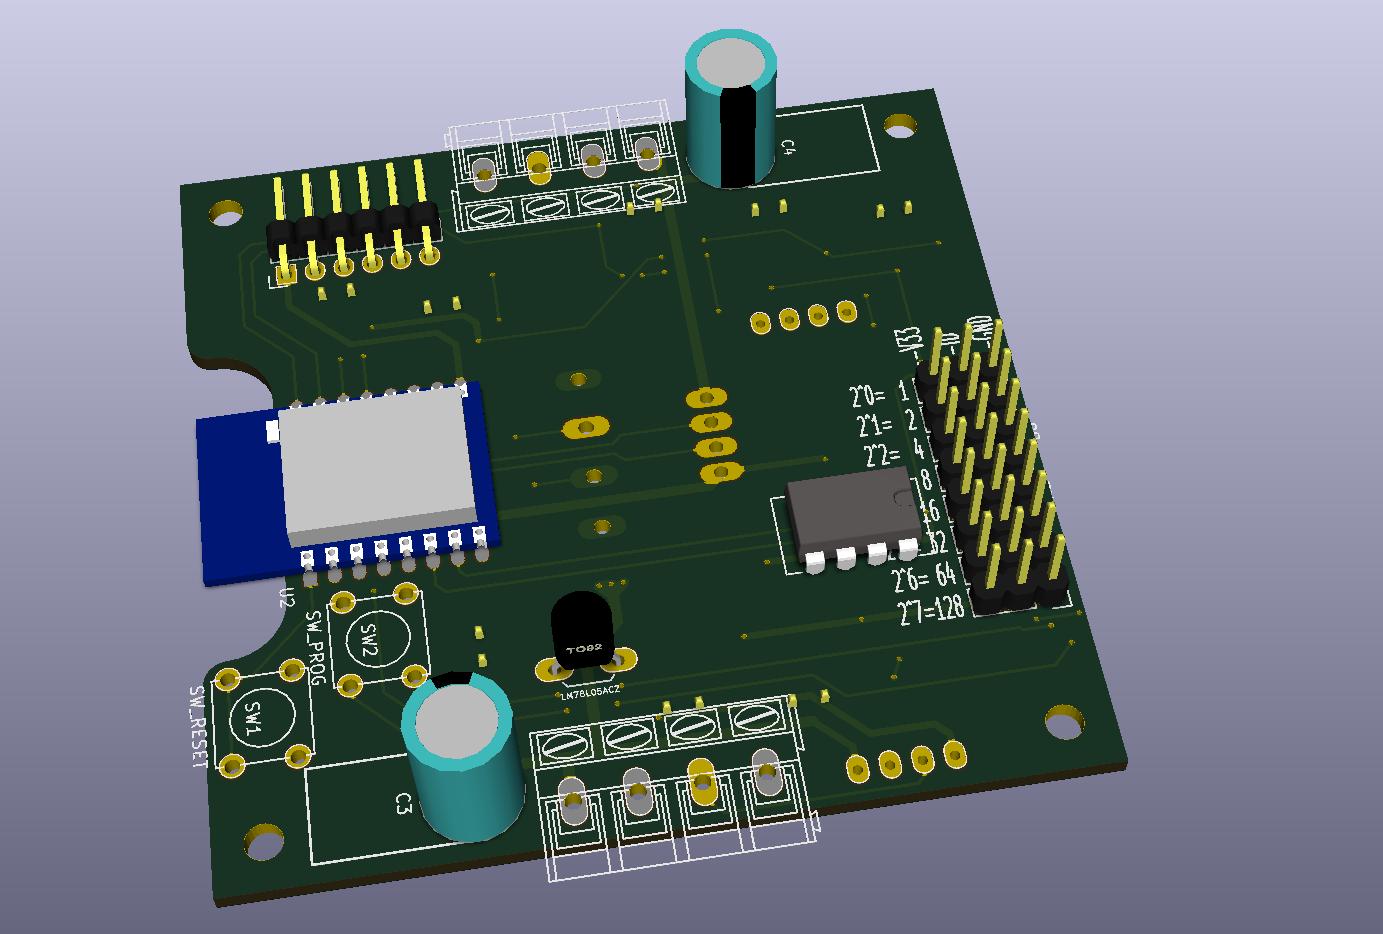 C4
2^0= 1
2^1= 2
2^2= 4
8
16
2^6= 64
2^7=128
U2
SW_PROG
SW2
SW_RESET
SW1
TO92
LM78L05ACZ
C3